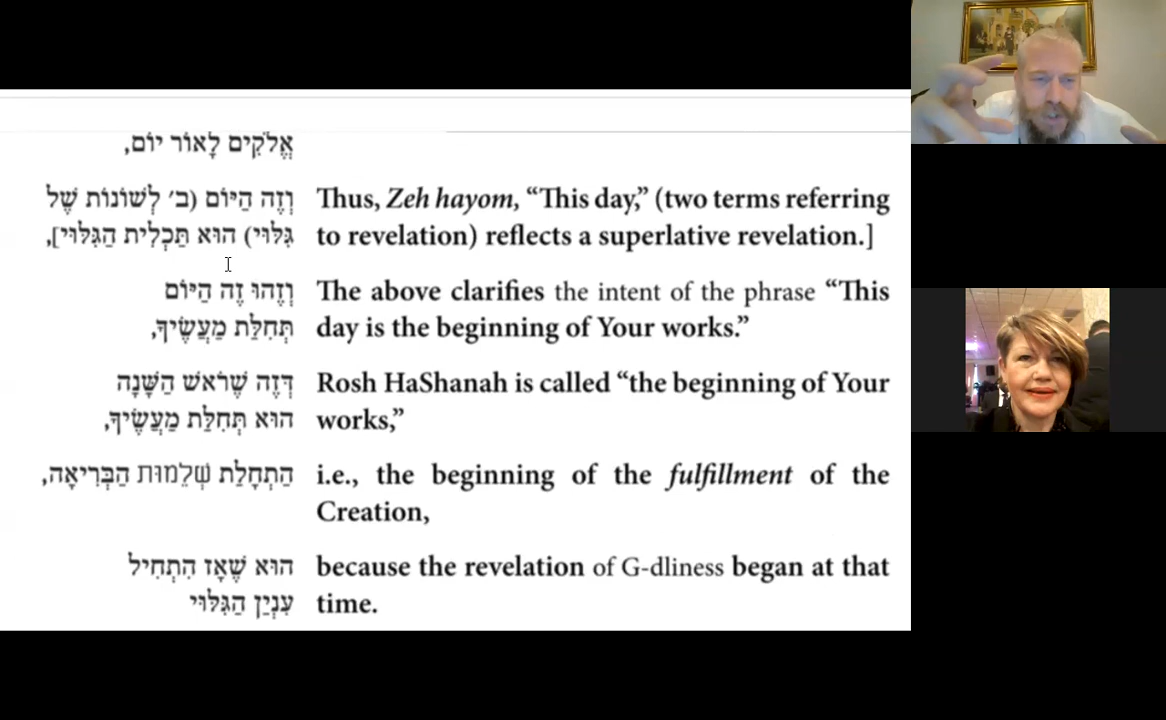 אֱלֹקִים לָאוֹר יוֹם,
וְזֶה הַיּוֹם (ב׳ לְשׁוֹנוֹת שֶׁל
גִּלּוּי) הוּא תַּכְלִית הַגִּלּוּי],
Thus, Zeh hayom, “This day,” (two terms referring
to revelation) reflects a superlative revelation.]
וְזֶהוּ זֶה הַיּוֹם
תְּחִלַּת מַעֲשֶׂיךָ,
The above clarifies the intent of the phrase “This
day is the beginning of Your works.”
דְּזֶה שֶׁרֹאשׁ הַשָּׁנָה
הוּא תְּחִלַּת מַעֲשֶׂיךָ,
Rosh HaShanah is called “the beginning of Your
works,”
הַתְחָלַת שְׁלֵמוּת הַבְּרִיאָה,
i.e., the beginning of the fulfillment of the
Creation,
הוּא שֶׁאָז הִתְחִיל
עִנְיַן הַגִּלּוּי
because the revelation of G-dliness began at that
time.